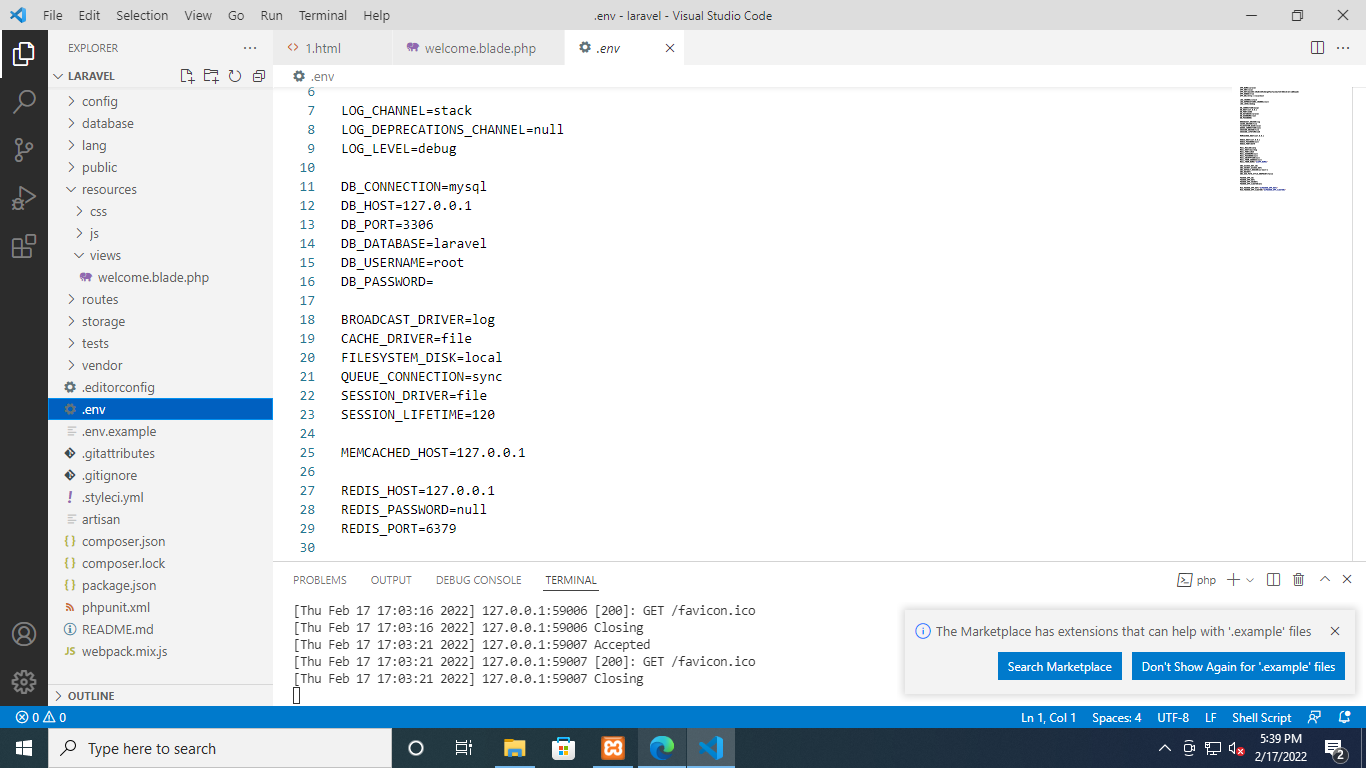 File Edit Selection View Go Run Terminal Help
.env - laravel - Visual Studio Code
EXPLORER
1.html
welcome.blade.php
.env
LARAVEL
.env
config
database
lang
public
resources
css
js
views
welcome.blade.php
routes
storage
tests
vendor
.editorconfig
.env
.env.example
.gitattributes
.gitignore
.styleci.yml
artisan
composer.json
composer.lock
package.json
phpunit.xml
README.md
webpack.mix.js
OUTLINE
6
7 LOG_CHANNEL=stack
8 LOG_DEPRECATIONS_CHANNEL=null
9 LOG_LEVEL=debug
10
11 DB_CONNECTION=mysql
12 DB_HOST=127.0.0.1
13 DB_PORT=3306
14 DB_DATABASE=laravel
15 DB_USERNAME=root
16 DB_PASSWORD=
17
18 BROADCAST_DRIVER=log
19 CACHE_DRIVER=file
20 FILESYSTEM_DISK=local
21 QUEUE_CONNECTION=sync
22 SESSION_DRIVER=file
23 SESSION_LIFETIME=120
24
25 MEMCACHED_HOST=127.0.0.1
26
27 REDIS_HOST=127.0.0.1
28 REDIS_PASSWORD=null
29 REDIS_PORT=6379
30
PROBLEMS OUTPUT DEBUG CONSOLE TERMINAL
php
[Thu Feb 17 17:03:16 2022] 127.0.0.1:59006 [200]: GET /favicon.ico
[Thu Feb 17 17:03:16 2022] 127.0.0.1:59006 Closing
[Thu Feb 17 17:03:21 2022] 127.0.0.1:59007 Accepted
[Thu Feb 17 17:03:21 2022] 127.0.0.1:59007 [200]: GET /favicon.ico
[Thu Feb 17 17:03:21 2022] 127.0.0.1:59007 Closing
The Marketplace has extensions that can help with '.example' files
Search Marketplace
Don't Show Again for '.example' files
0 0
Ln 1, Col 1 Spaces: 4 UTF-8 LF Shell Script
Type here to search
5:39 PM
2/17/2022
2